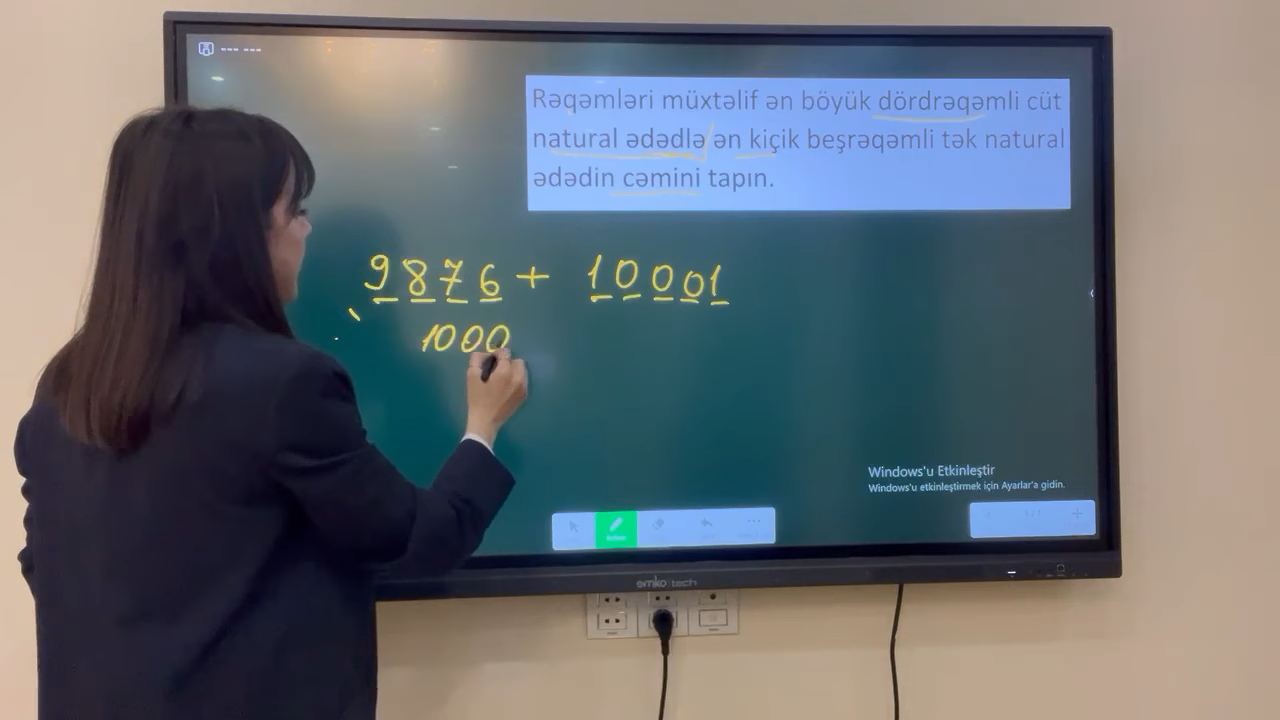 Rəqəmləri müxtəlif ən böyük dördrəqəmli cüt
natural ədədlə ən kiçik beşrəqəmli tək natural
ədədin cəmini tapın.
9876 + 10001
1000
Windows'u Etkinleştir
Windows'u etkinleştirmek için Ayarlar'a gidin.
emko tech